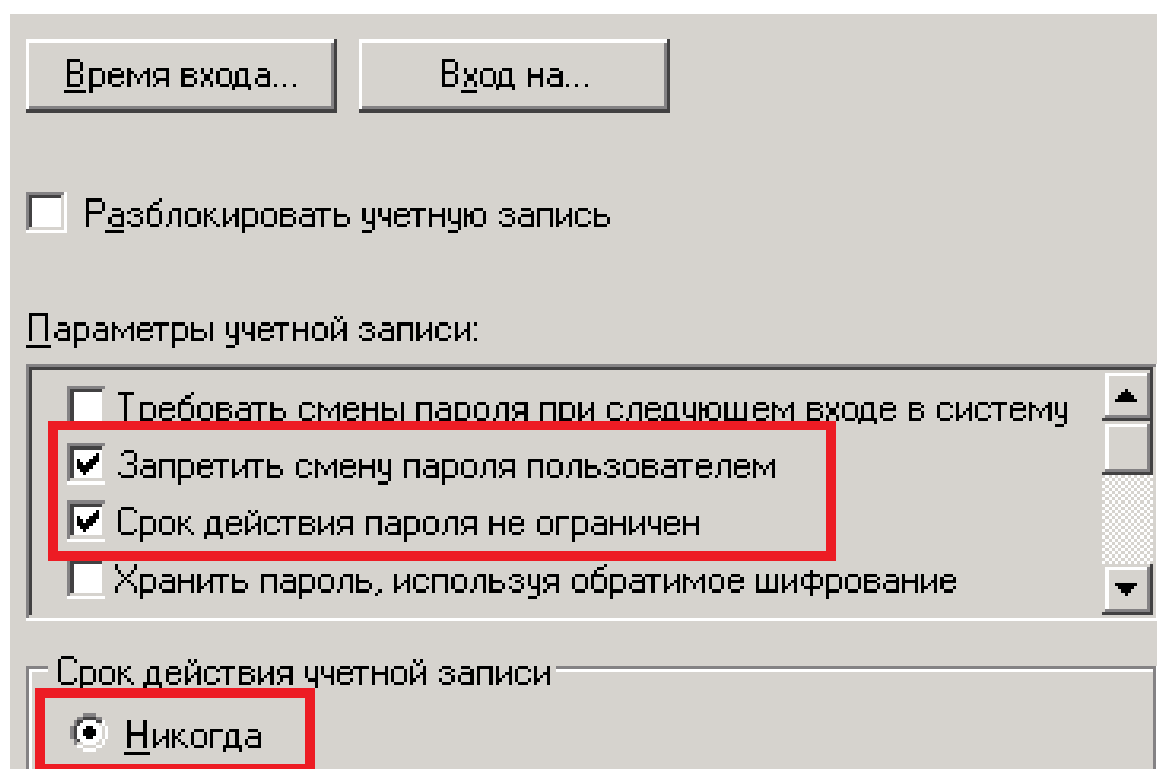 Время входа... Вход на...
Разблокировать учетную запись
Параметры учетной записи:
Требовать смены пароля при следующем входе в систему
Запретить смену пароля пользователем
Срок действия пароля не ограничен
Хранить пароль, используя обратимое шифрование
Срок действия учетной записи
Никогда